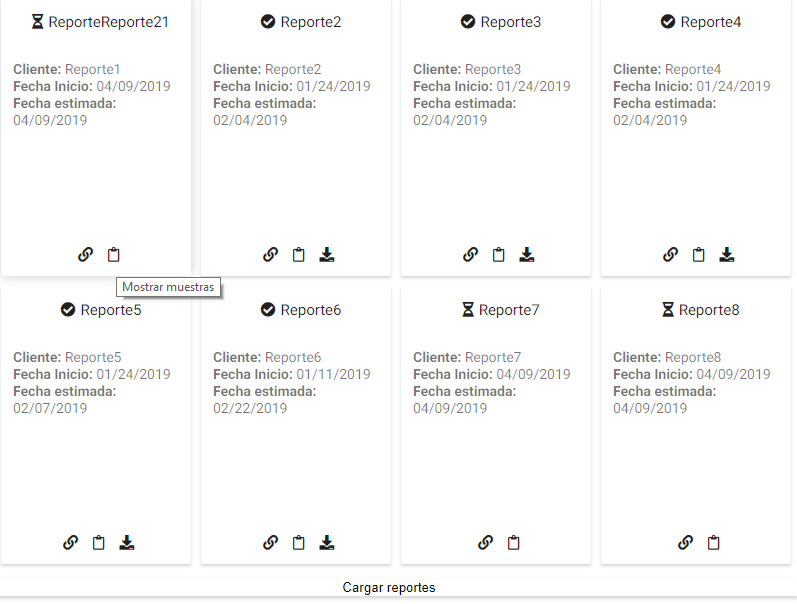 ReporteReporte21
Cliente: Reporte1
Fecha Inicio: 04/09/2019
Fecha estimada:
04/09/2019
Reporte2
Cliente: Reporte2
Fecha Inicio: 01/24/2019
Fecha estimada:
02/04/2019
Reporte3
Cliente: Reporte3
Fecha Inicio: 01/24/2019
Fecha estimada:
02/04/2019
Reporte4
Cliente: Reporte4
Fecha Inicio: 01/24/2019
Fecha estimada:
02/04/2019
Mostrar muestras
Reporte5
Cliente: Reporte5
Fecha Inicio: 01/24/2019
Fecha estimada:
02/07/2019
Reporte6
Cliente: Reporte6
Fecha Inicio: 01/11/2019
Fecha estimada:
02/22/2019
Reporte7
Cliente: Reporte7
Fecha Inicio: 04/09/2019
Fecha estimada:
04/09/2019
Reporte8
Cliente: Reporte8
Fecha Inicio: 04/09/2019
Fecha estimada:
04/09/2019
Cargar reportes